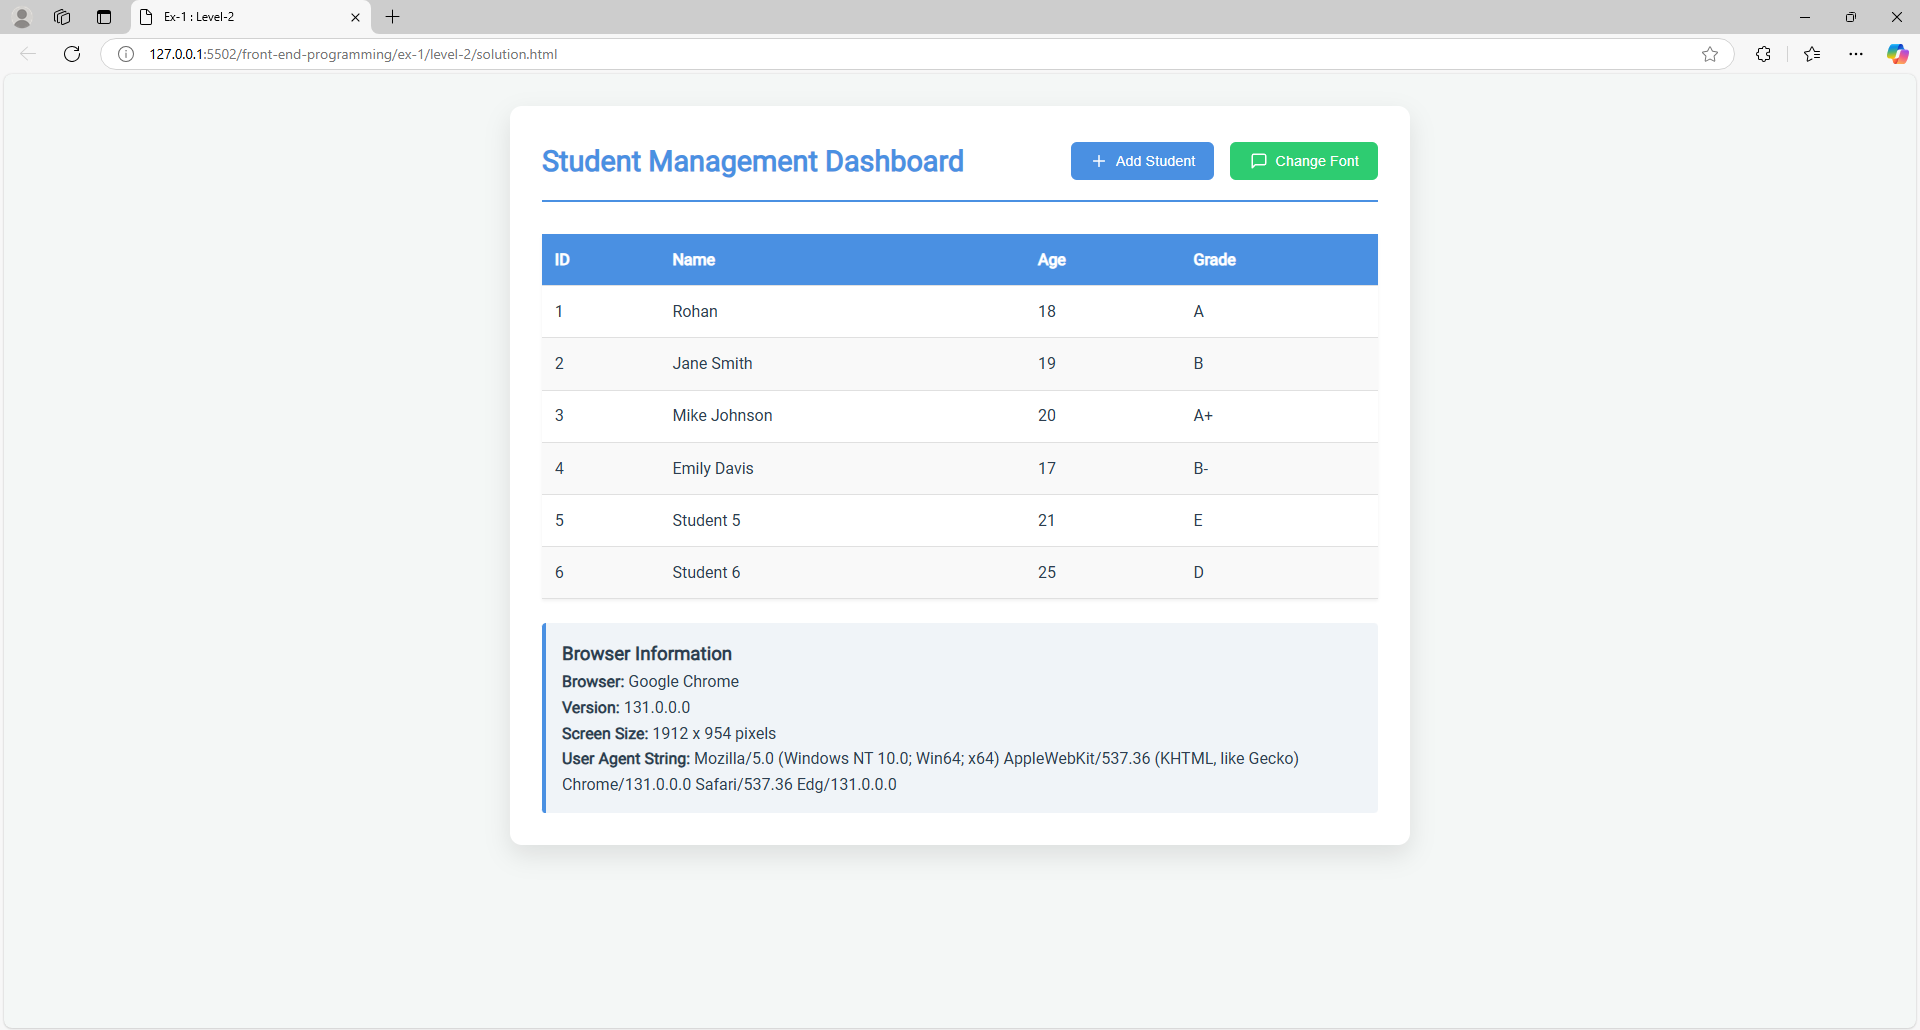 Ex-1 : Level-2
127.0.0.1:5502/front-end-programming/ex-1/level-2/solution.html
Student Management Dashboard
Add Student
Change Font
ID Name Age Grade
1 Rohan 18 A
2 Jane Smith 19 B
3 Mike Johnson 20 A+
4 Emily Davis 17 B-
5 Student 5 21 E
6 Student 6 25 D
Browser Information
Browser: Google Chrome
Version: 131.0.0.0
Screen Size: 1912 x 954 pixels
User Agent String: Mozilla/5.0 (Windows NT 10.0; Win64; x64) AppleWebKit/537.36 (KHTML, like Gecko)
Chrome/131.0.0.0 Safari/537.36 Edg/131.0.0.0